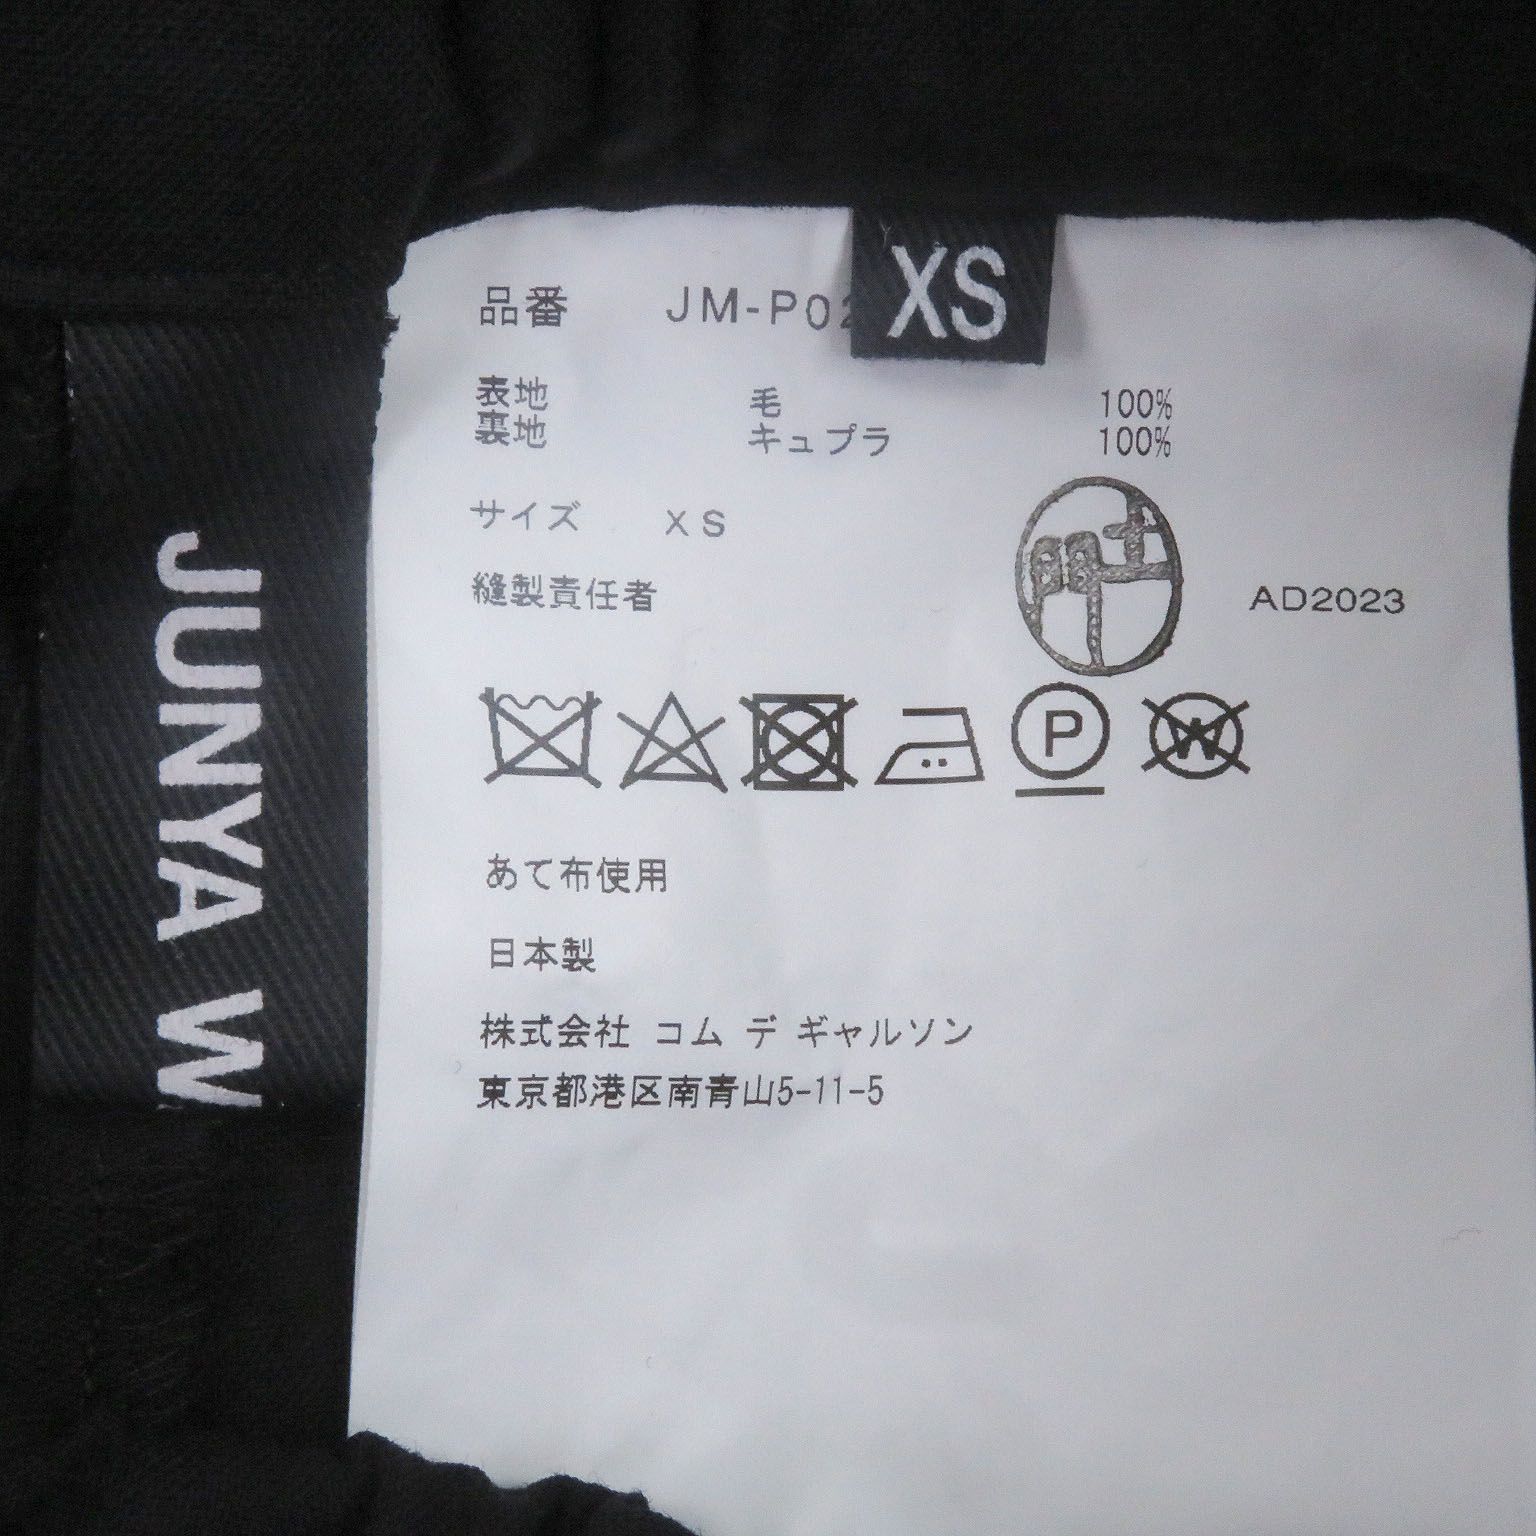 XS
品番 JM-P02
表地 毛 100%
裏地 キュプラ 100%
サイズ XS
縫製責任者 AD2023
P W
あて布使用
日本製
株式会社 コム デ ギャルソン
東京都港区南青山5-11-5
JUNYA W